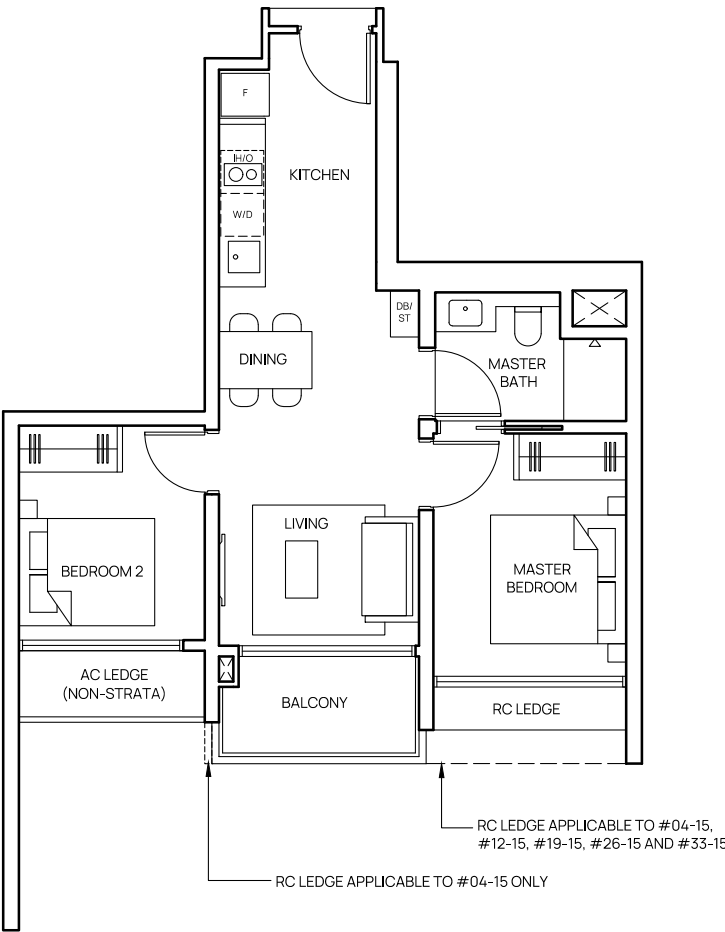 F
IH/O
KITCHEN
W/D
DB/
ST
DINING
MASTER
BATH
LIVING
BEDROOM 2
MASTER
BEDROOM
AC LEDGE
(NON-STRATA)
BALCONY
RC LEDGE
RC LEDGE APPLICABLE TO #04-15,
#12-15, #19-15, #26-15 AND #33-15
RC LEDGE APPLICABLE TO #04-15 ONLY